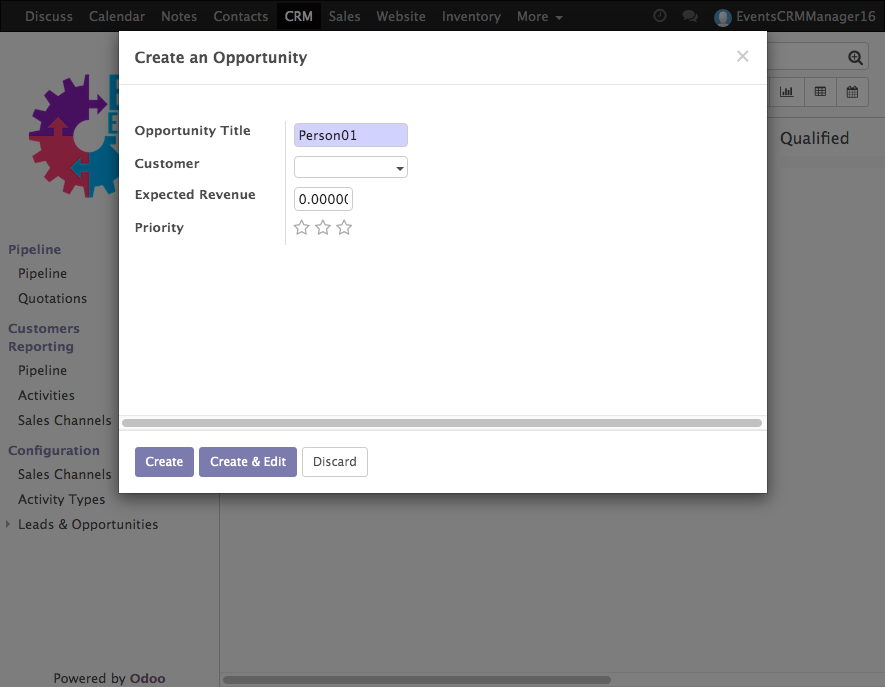 Discuss Calendar Notes Contacts CRM Sales Website Inventory More EventsCRMManager16
Create an Opportunity
Opportunity Title Person01
Customer
Expected Revenue 0.0000
Priority
Create Create & Edit Discard
Qualified
Pipeline
Pipeline
Quotations
Customers
Reporting
Pipeline
Activities
Sales Channels
Configuration
Sales Channels
Activity Types
Leads & Opportunities
Powered by Odoo